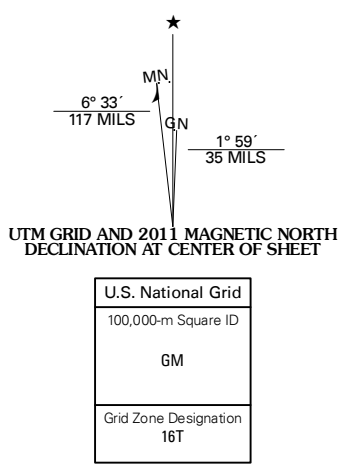 ★
MN.
6° 33´
117 MILS
GN
1° 59´
35 MILS
UTM GRID AND 2011 MAGNETIC NORTH
DECLINATION AT CENTER OF SHEET
U.S. National Grid
100,000-m Square ID
GM
Grid Zone Designation
16T